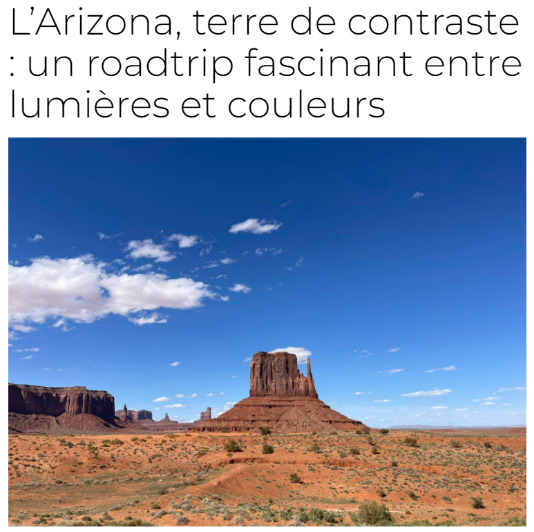 L’Arizona, terre de contraste
: un roadtrip fascinant entre
lumières et couleurs